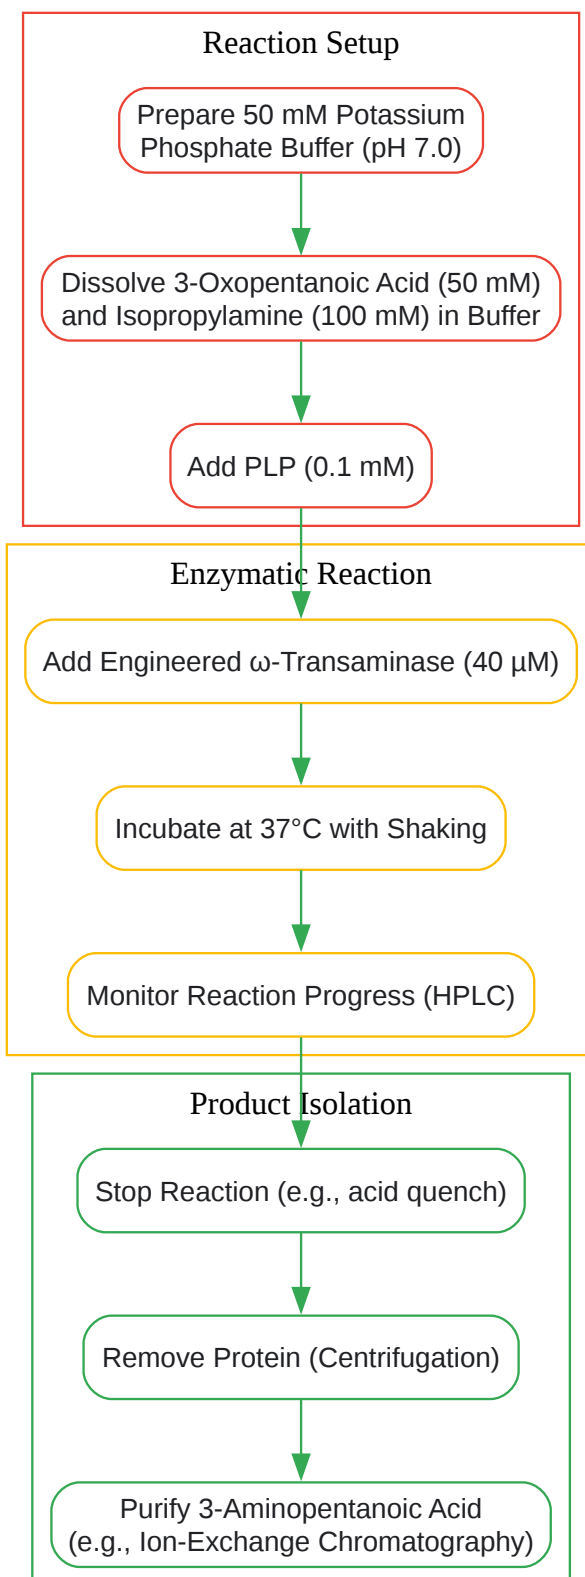 Reaction Setup
Prepare 50 mM Potassium
Phosphate Buffer (pH 7.0)
Dissolve 3-Oxopentanoic Acid (50 mM)
and Isopropylamine (100 mM) in Buffer
Add PLP (0.1 mM)
Enzymatic Reaction
Add Engineered ω-Transaminase (40 µM)
Incubate at 37°C with Shaking
Monitor Reaction Progress (HPLC)
Product Isolation
Stop Reaction (e.g., acid quench)
Remove Protein (Centrifugation)
Purify 3-Aminopentanoic Acid
(e.g., Ion-Exchange Chromatography)